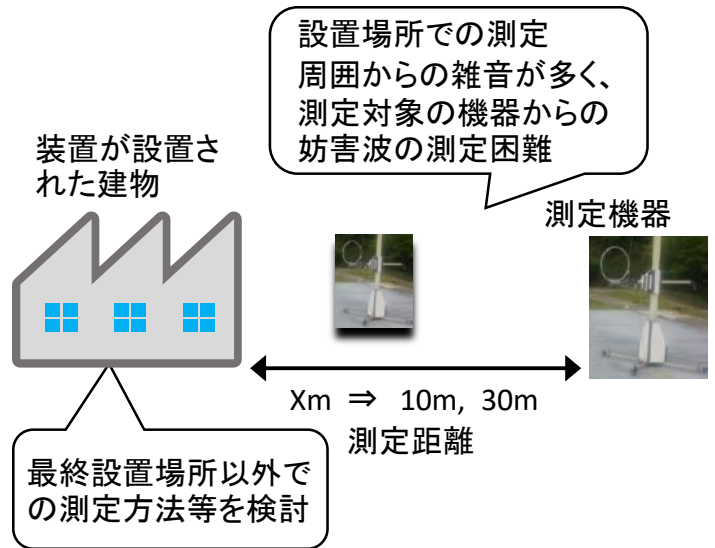 設置場所での測定
周囲からの雑音が多く、
測定対象の機器からの
妨害波の測定困難
装置が設置さ
れた建物
測定機器
Xm ⇒ 10m, 30m
測定距離
最終設置場所以外で
の測定方法等を検討